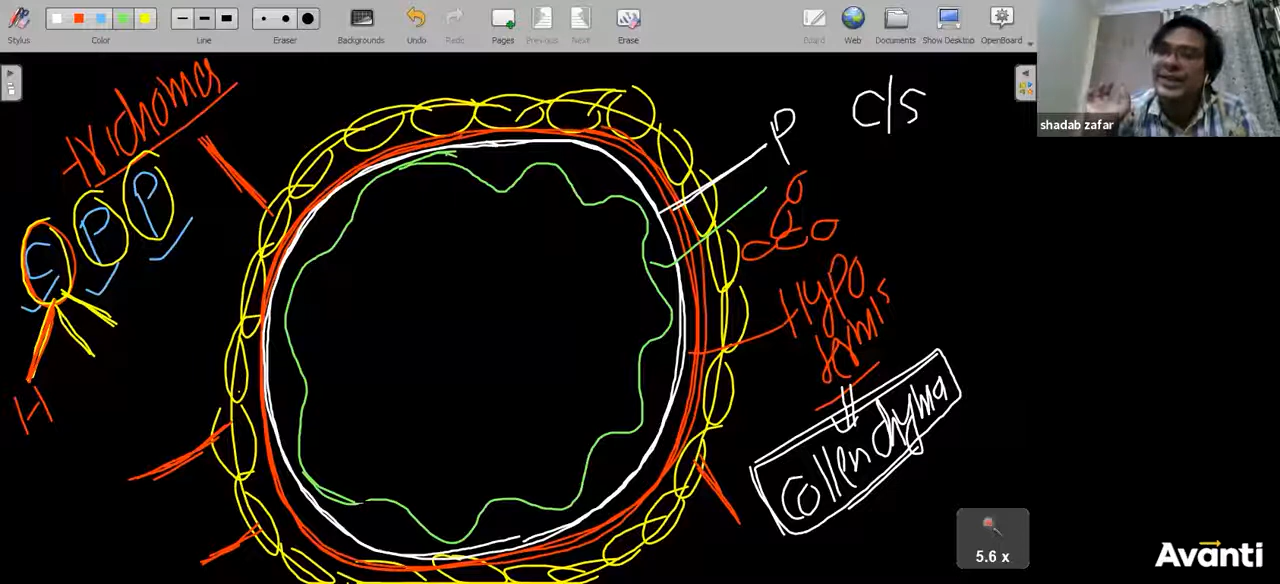 Stylus
Color
Line
Eraser
Backgrounds
Undo
Redo
Pages
Previous
Next
Erase
Board
Web
Documents
Show Desktop
OpenBoard
shadab zafar
trichomes
C P P
H
c/s
P
Hypo
dermis
Collenchyma
5.6 x
Avanti